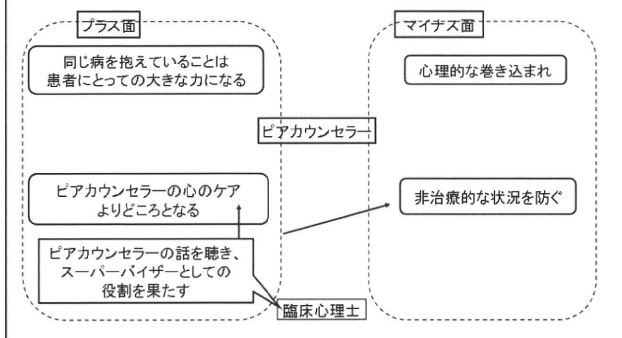 プラス面
マイナズ面
同じ病を抱えていることは
患者にとっての大きな力になる
心理的な巻き込まれ
ピアカウンセラー
ピアカウンセラーの心のケア
よりどころとなる
非治療的な状況を防ぐ
ピアカウンセラーの話を聴き、
スーパーバイザーとしての
役割を果たす
臨床心理士